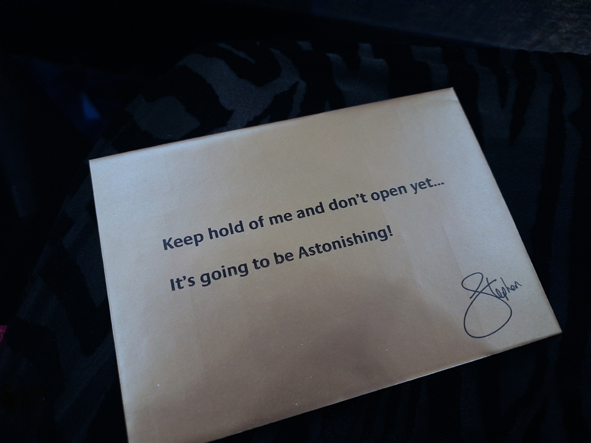 Keep hold of me and don't open yet...
It's going to be Astonishing!
Stephen